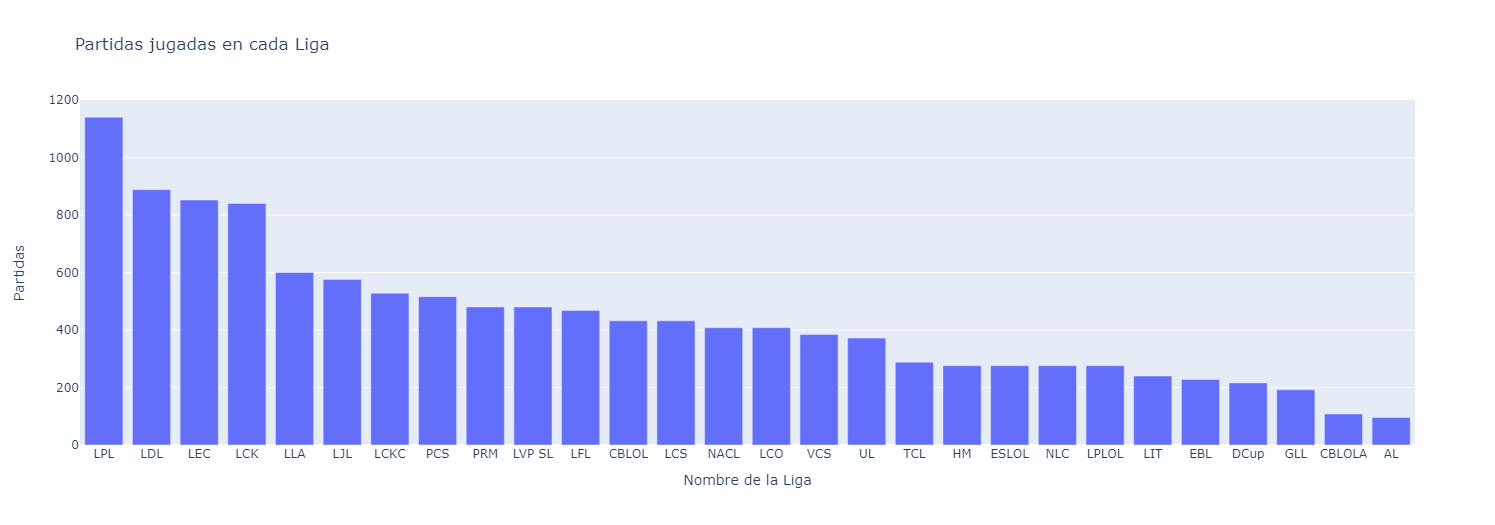 Partidas jugadas en cada Liga
1200
1000
800
600
400
200
0
Partidas
LPL LDL LEC LCK LLA LJL LCKC PCS PRM LVP SL LFL CBLOL LCS NACL LCO VCS UL TCL HM ESLOL NLC LPLOL LIT EBL DCup GLL CBLOLA AL
Nombre de la Liga